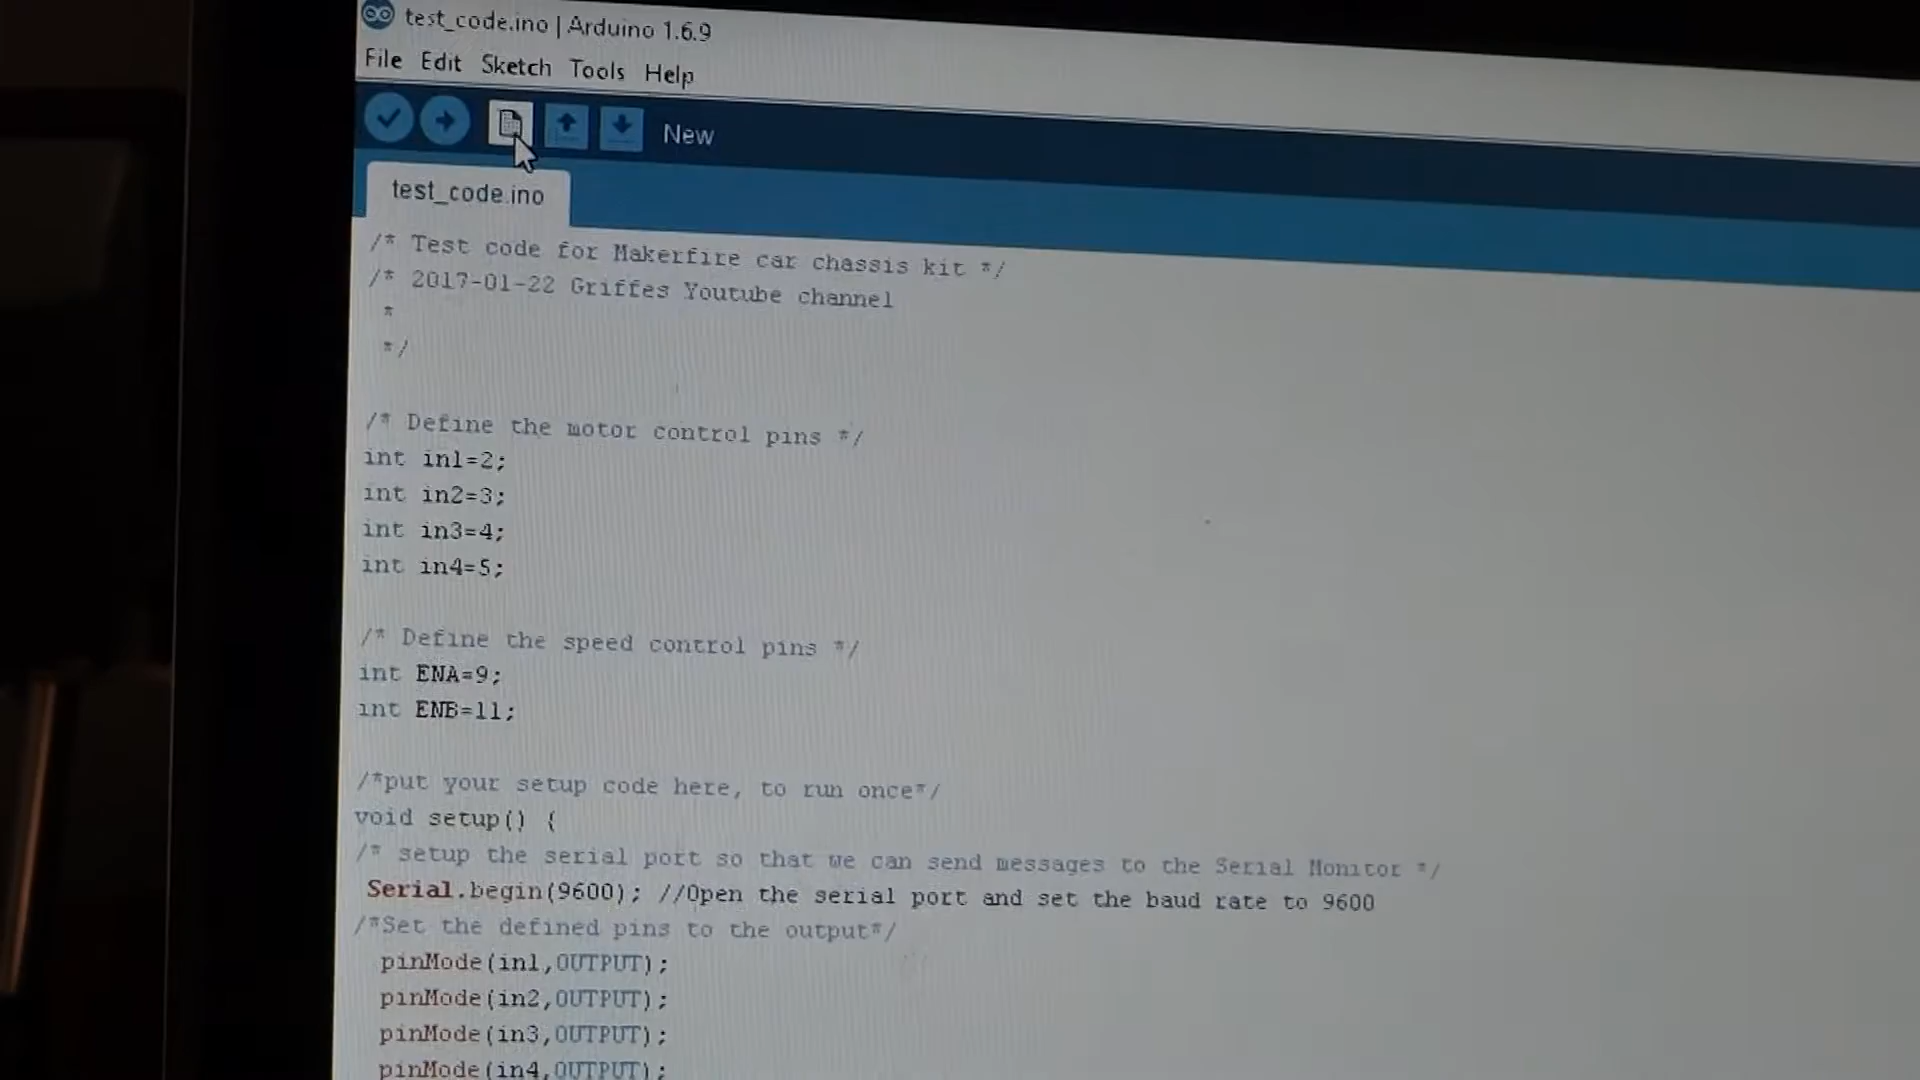 test_code.ino | Arduino 1.6.9
File Edit Sketch Tools Help
New
test_code.ino
/* Test code for Makerfire car chassis kit */
/* 2017-01-22 Griffes Youtube channel
*
*/
/* Define the motor control pins */
int in1=2;
int in2=3;
int in3=4;
int in4=5;
/* Define the speed control pins */
int ENA=9;
int ENB=11;
/*put your setup code here, to run once*/
void setup() {
/* setup the serial port so that we can send messages to the Serial Monitor */
Serial.begin(9600); //Open the serial port and set the baud rate to 9600
/*Set the defined pins to the output*/
pinMode(in1,OUTPUT);
pinMode(in2,OUTPUT);
pinMode(in3,OUTPUT);
pinMode(in4,OUTPUT);